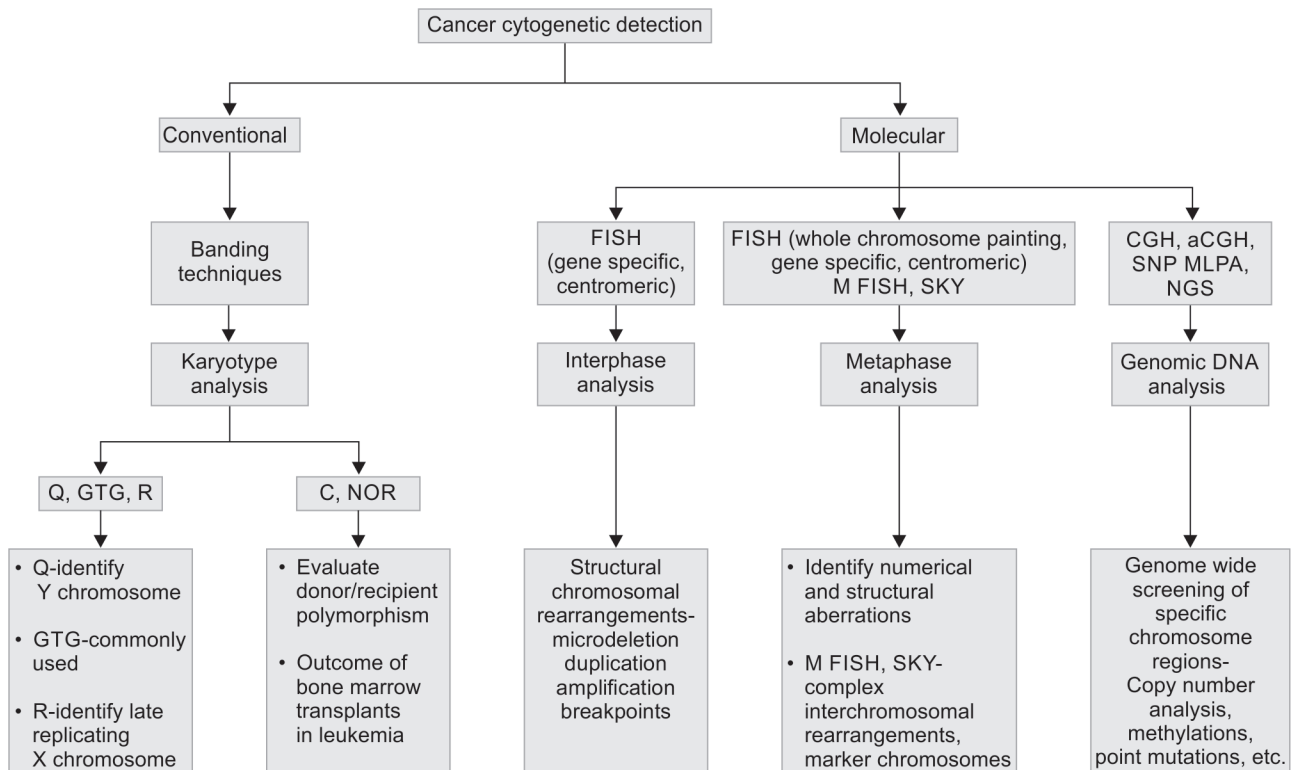 Cancer cytogenetic detection
Conventional
Molecular
Banding
techniques
FISH
(gene specific,
centromeric)
FISH (whole chromosome painting,
gene specific, centromeric)
M FISH, SKY
CGH, aCGH,
SNP MLPA,
NGS
Karyotype
analysis
Interphase
analysis
Metaphase
analysis
Genomic DNA
analysis
Q, GTG, R
C, NOR
• Q-identify
Y chromosome
• GTG-commonly
used
• R-identify late
replicating
X chromosome
• Evaluate
donor/recipient
polymorphism
• Outcome of
bone marrow
transplants
in leukemia
Structural
chromosomal
rearrangements-
microdeletion
duplication
amplification
breakpoints
• Identify numerical
and structural
aberrations
• M FISH, SKY-
complex
interchromosomal
rearrangements,
marker chromosomes
Genome wide
screening of
specific
chromosome
regions-
Copy number
analysis,
methylations,
point mutations, etc.